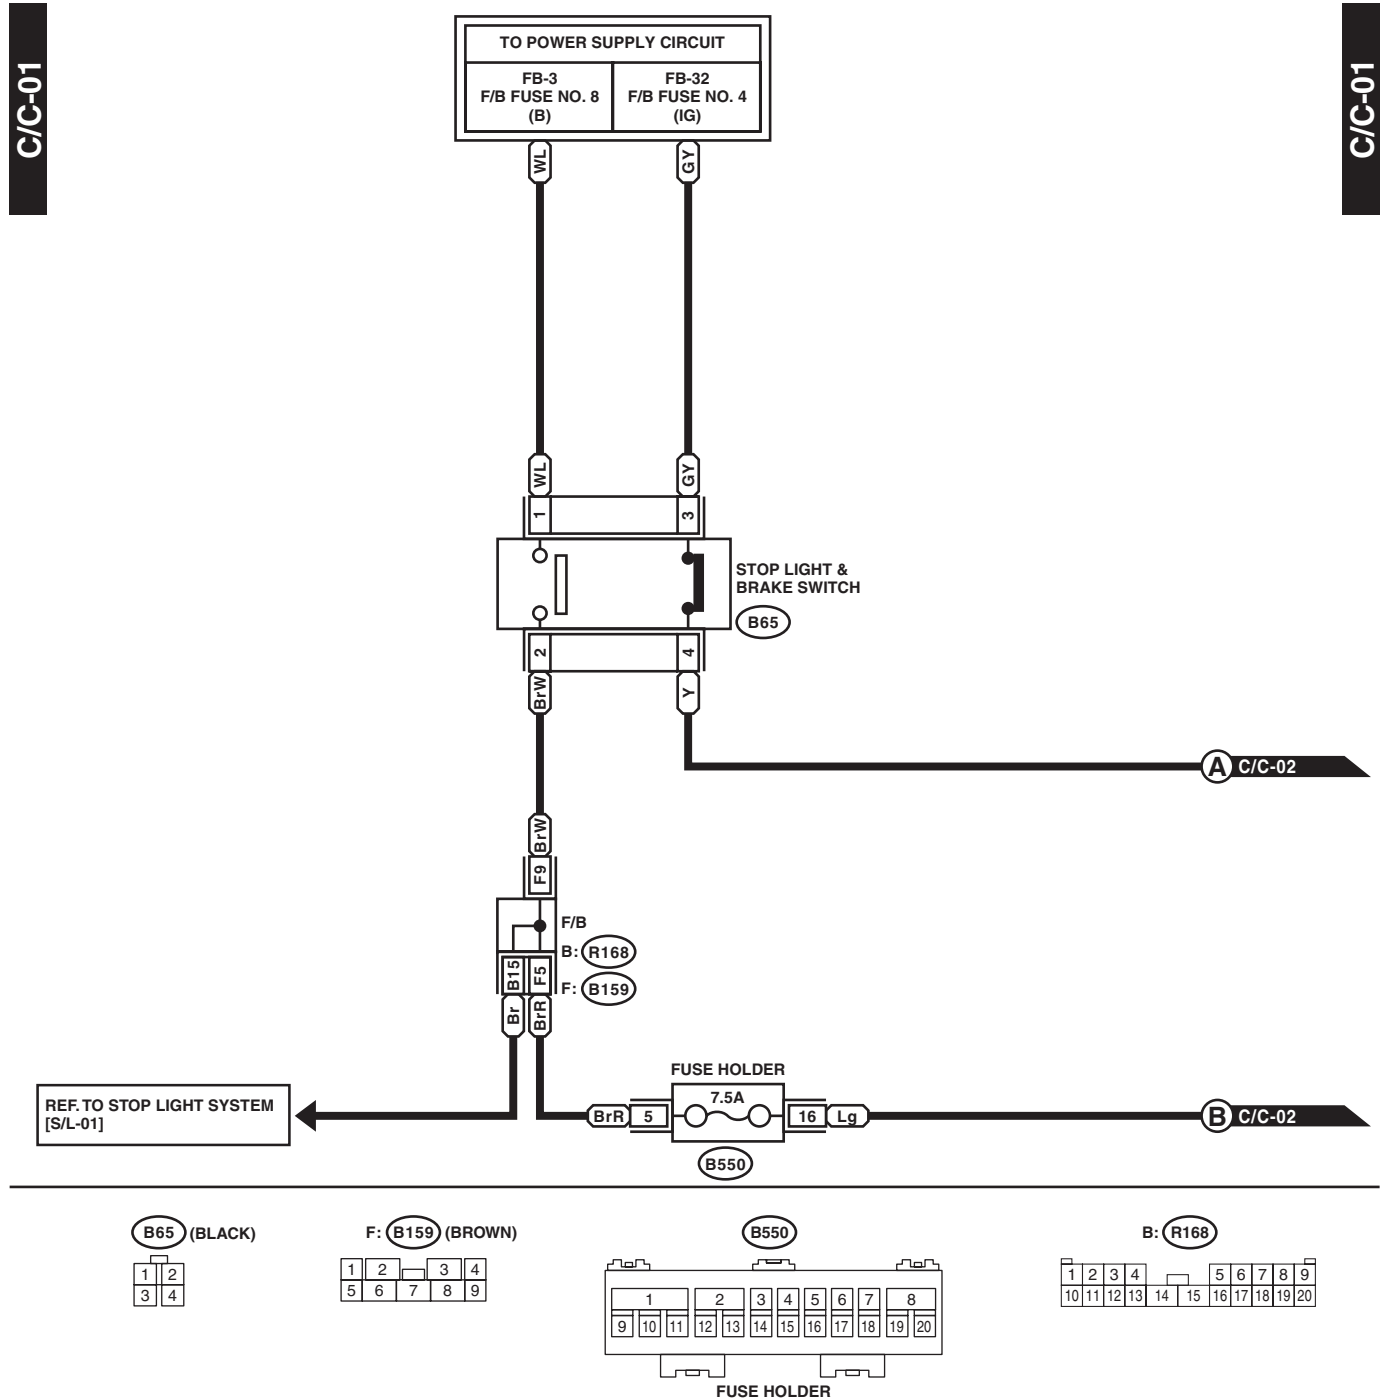 C/C-01
C/C-01
TO POWER SUPPLY CIRCUIT
FB-3
F/B FUSE NO. 8
(B)
FB-32
F/B FUSE NO. 4
(IG)
WL
GY
WL
GY
1
3
STOP LIGHT &
BRAKE SWITCH
B65
2
4
BrW
Y
A C/C-02
BrW
F9
F/B
B: R168
B15
F5
F: B159
Br
BrR
FUSE HOLDER
7.5A
REF. TO STOP LIGHT SYSTEM
[S/L-01]
BrR 5
16 Lg
B C/C-02
B550
B65 (BLACK)
1 2
3 4
F: B159 (BROWN)
1 2 3 4
5 6 7 8 9
B550
1 2 3 4 5 6 7 8
9 10 11 12 13 14 15 16 17 18 19 20
FUSE HOLDER
B: R168
1 2 3 4 5 6 7 8 9
10 11 12 13 14 15 16 17 18 19 20